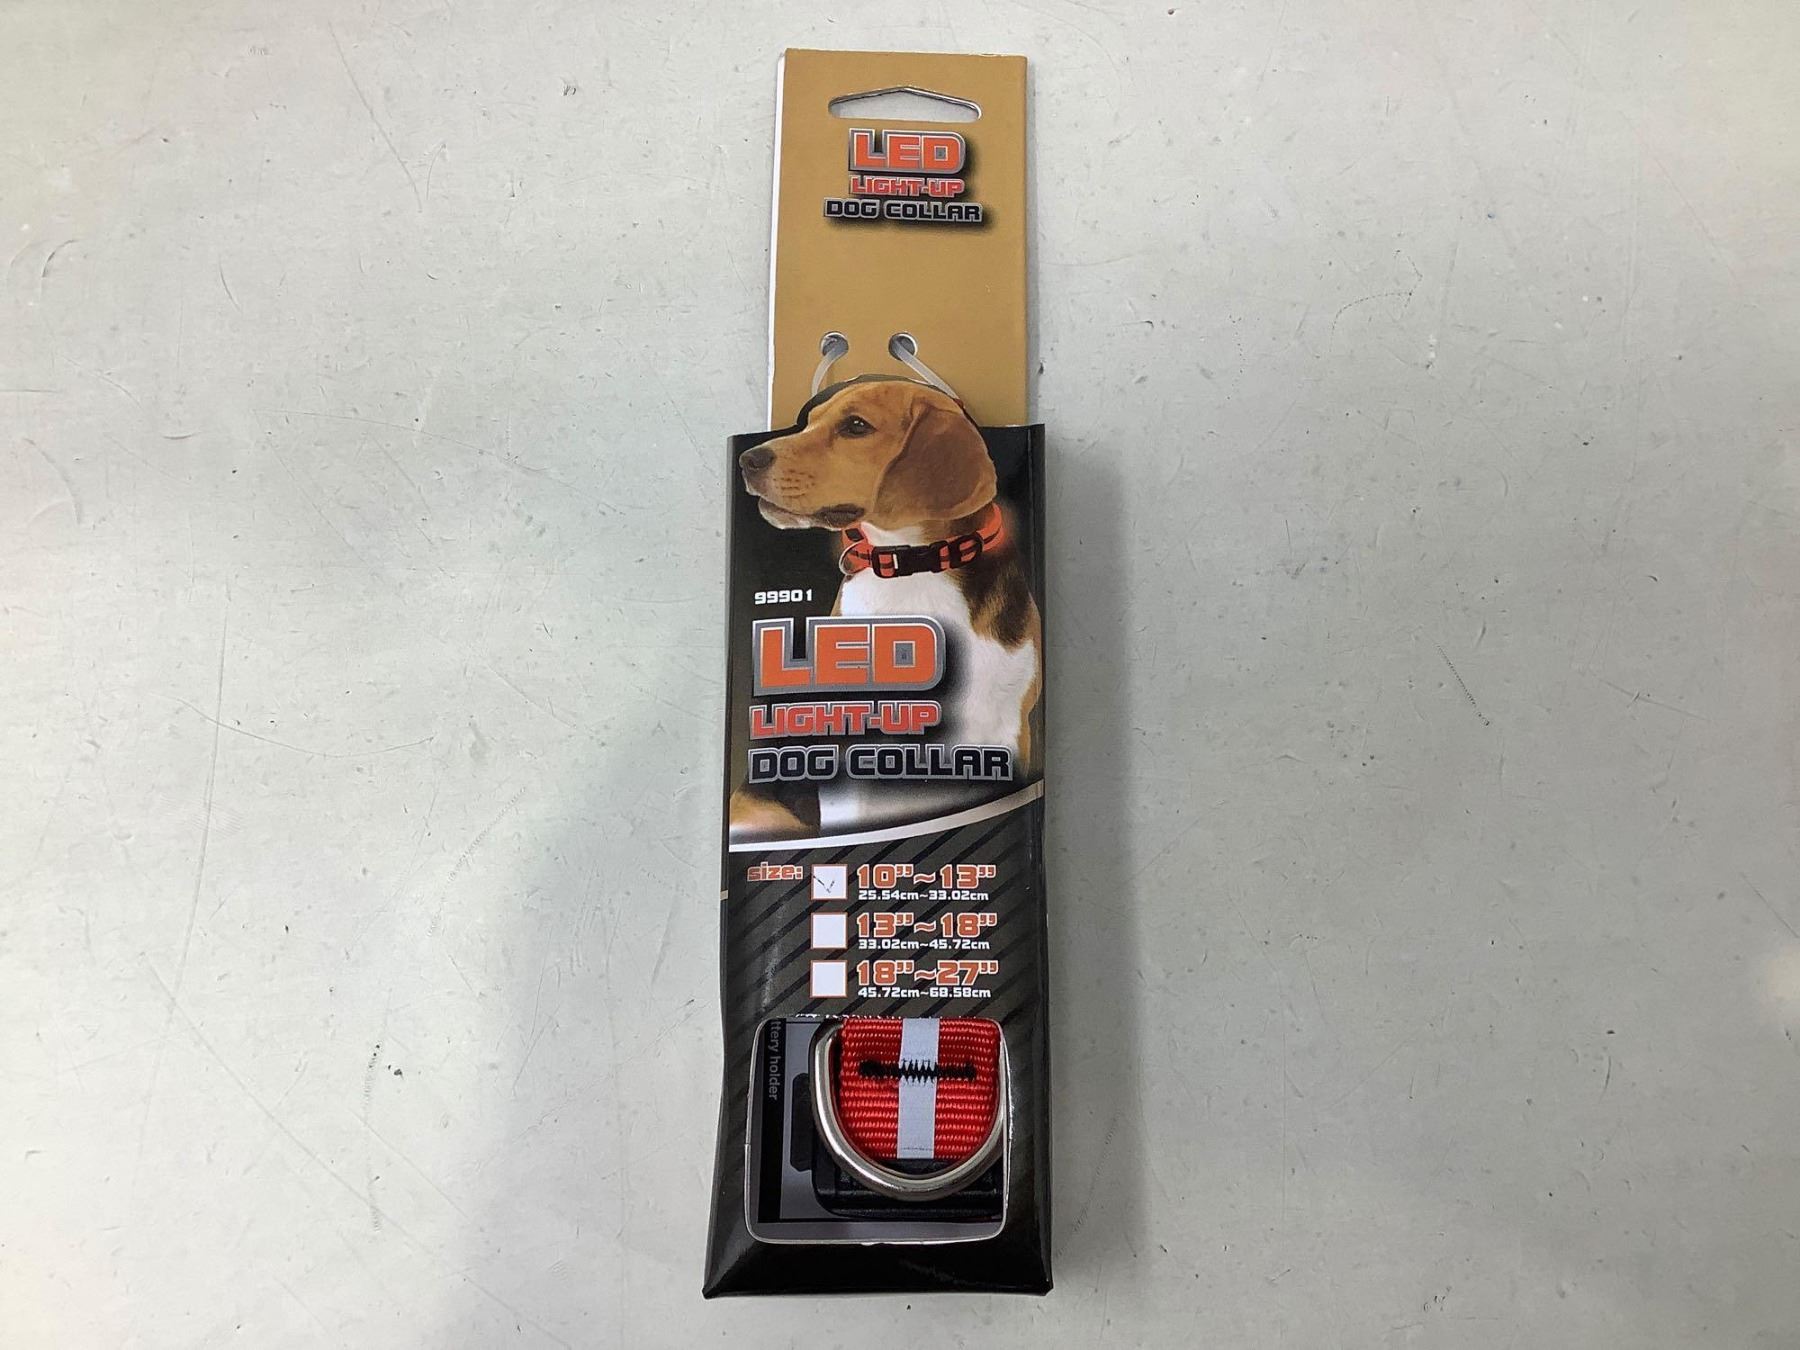 LED
LIGHT-UP
DOG COLLAR
99901
LED
LIGHT-UP
DOG COLLAR
size: 10"~13"
25.54cm~33.02cm
13"~18"
33.02cm~45.72cm
18"~27"
45.72cm~68.58cm
ttery holder